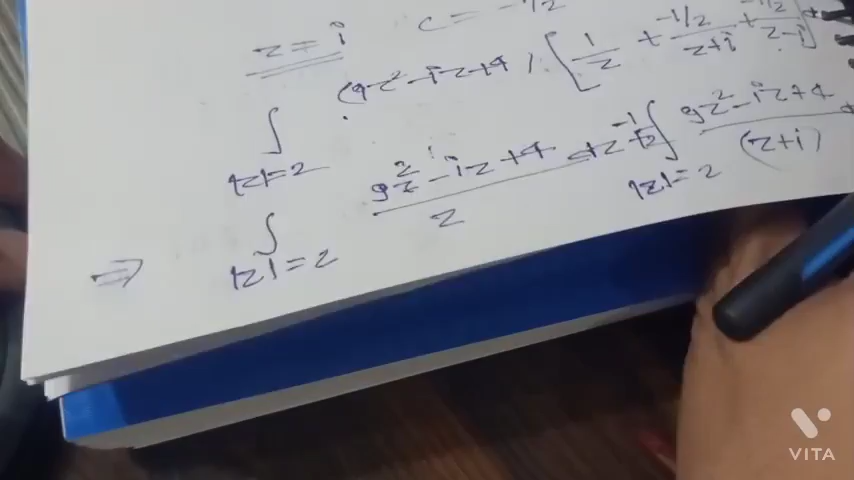 z = i c = -1/2
∫ |z|=2 (9z² - iz + 4) [1/z + -1/2/z+i + -1/2/z-i]
⇒ ∫ |z|=2 9z² - iz + 4 / z dz - 1/2 ∫ |z|=2 9z² - iz + 4 / (z+i)
VITA